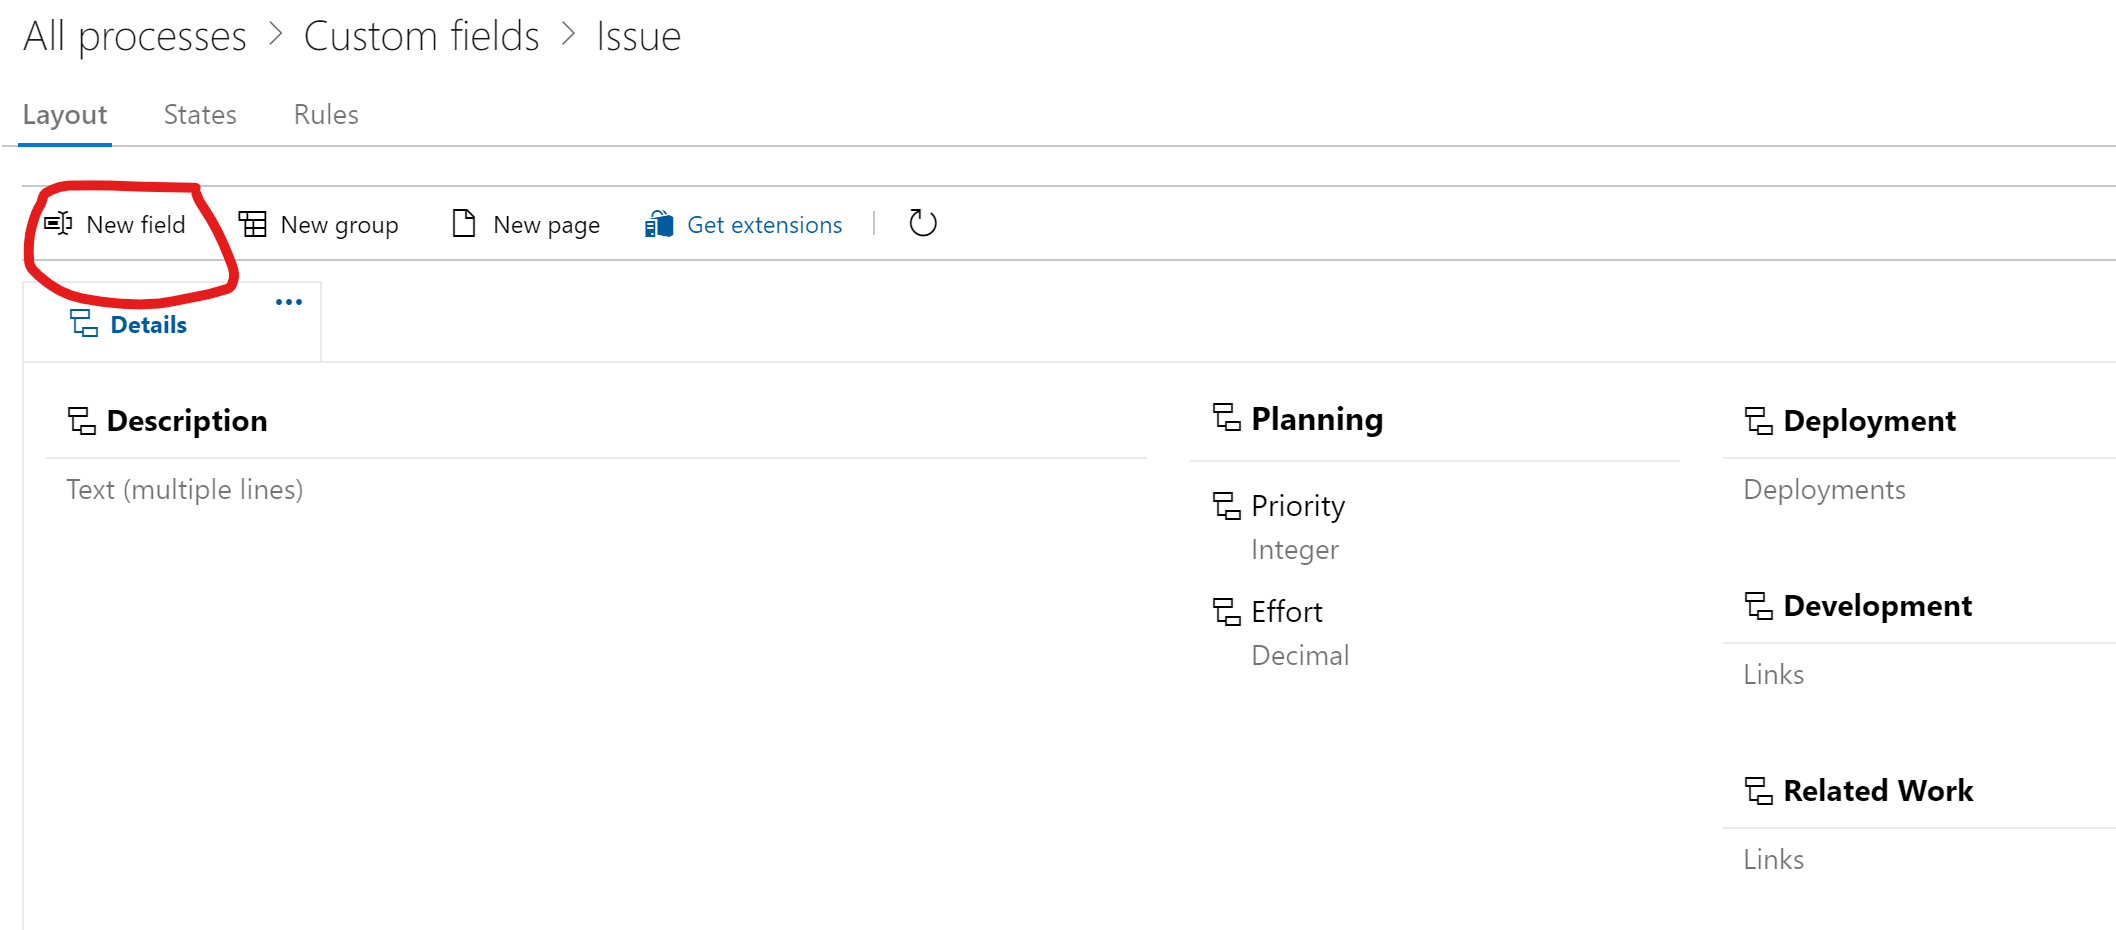 All processes > Custom fields > Issue
Layout States Rules
New field New group New page Get extensions
Details
Description
Text (multiple lines)
Planning
Priority
Integer
Effort
Decimal
Deployment
Deployments
Development
Links
Related Work
Links